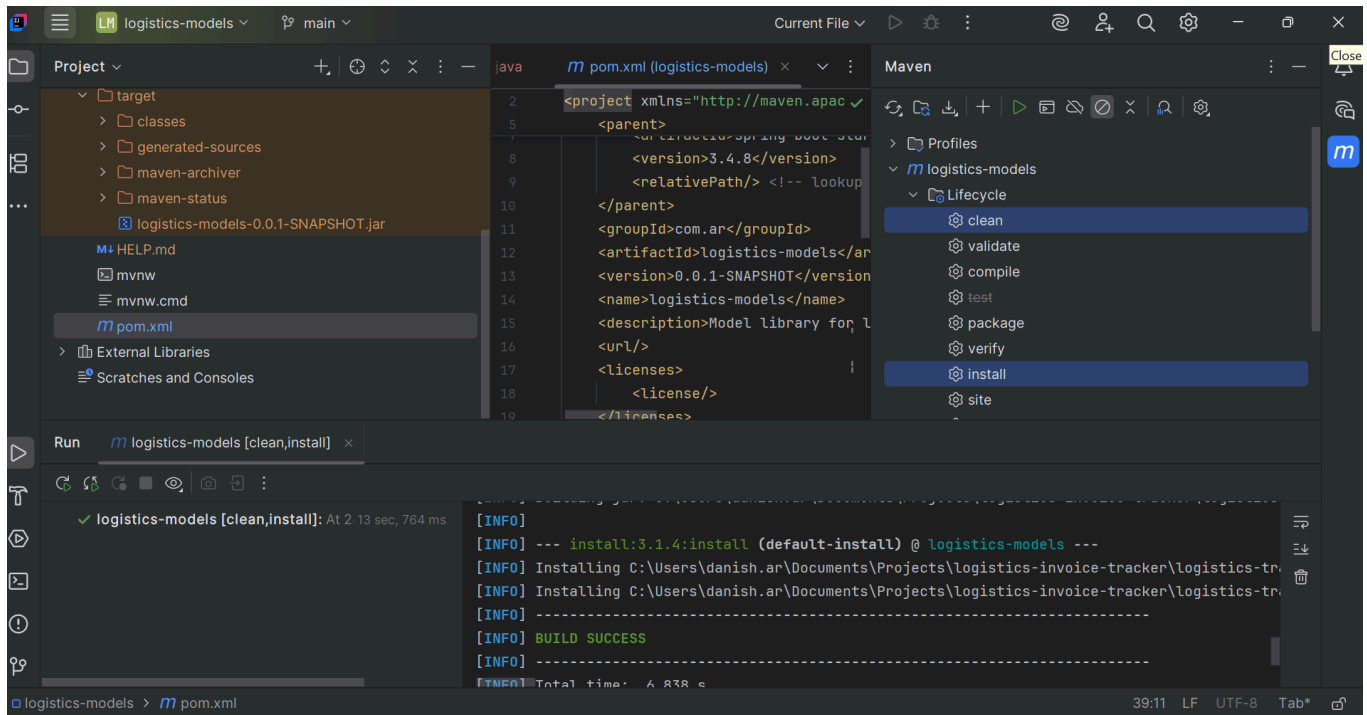 LM logistics-models main Current File
Close
Project
target
classes
generated-sources
maven-archiver
maven-status
logistics-models-0.0.1-SNAPSHOT.jar
M↓ HELP.md
mvnw
mvnw.cmd
m pom.xml
External Libraries
Scratches and Consoles
java m pom.xml (logistics-models)
2 <project xmlns="http://maven.apac
5 <parent>
8 <version>3.4.8</version>
9 <relativePath/> <!-- lookup
10 </parent>
11 <groupId>com.ar</groupId>
12 <artifactId>logistics-models</ar
13 <version>0.0.1-SNAPSHOT</version
14 <name>logistics-models</name>
15 <description>Model library for l
16 <url/>
17 <licenses>
18 <license/>
19 </licenses>
Maven
Profiles
m logistics-models
Lifecycle
clean
validate
compile
test
package
verify
install
site
m
Run m logistics-models [clean,install]
logistics-models [clean,install]: At 2 13 sec, 764 ms
[INFO]
[INFO] --- install:3.1.4:install (default-install) @ logistics-models ---
[INFO] Installing C:\Users\danish.ar\Documents\Projects\logistics-invoice-tracker\logistics-tr
[INFO] Installing C:\Users\danish.ar\Documents\Projects\logistics-invoice-tracker\logistics-tr
[INFO] ------------------------------------------------------------------------
[INFO] BUILD SUCCESS
[INFO] ------------------------------------------------------------------------
[INFO] Total time: 6.838 s
logistics-models > m pom.xml 39:11 LF UTF-8 Tab*